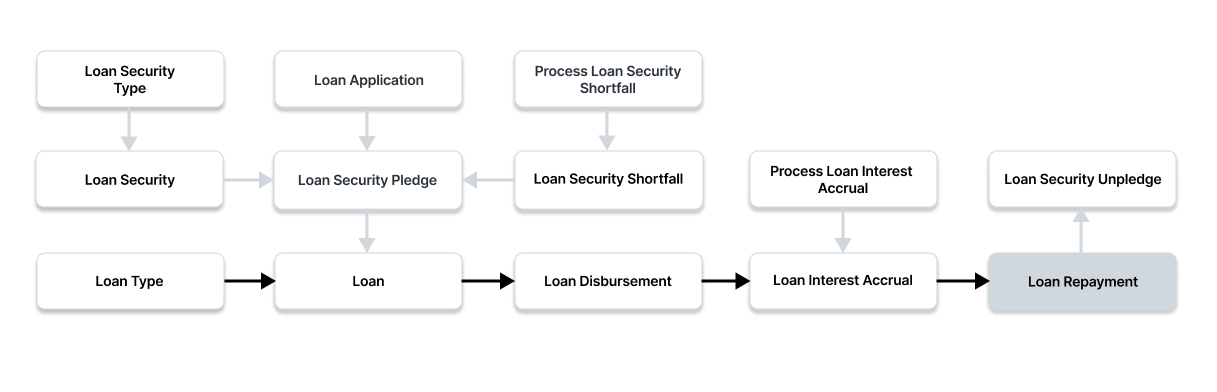 Loan Security
Type
Loan Application
Process Loan Security
Shortfall
Loan Security
Loan Security Pledge
Loan Security Shortfall
Process Loan Interest
Accrual
Loan Security Unpledge
Loan Type
Loan
Loan Disbursement
Loan Interest Accrual
Loan Repayment